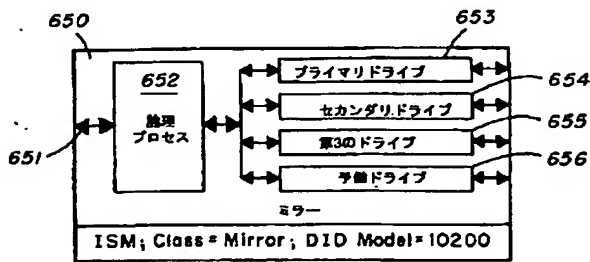 650
653
652
プライマリドライブ
セカンダリドライブ
654
処理
プロセス
第3のドライブ
655
651
予備ドライブ
656
ミラー
ISM; Class = Mirror; DID Model = 10200